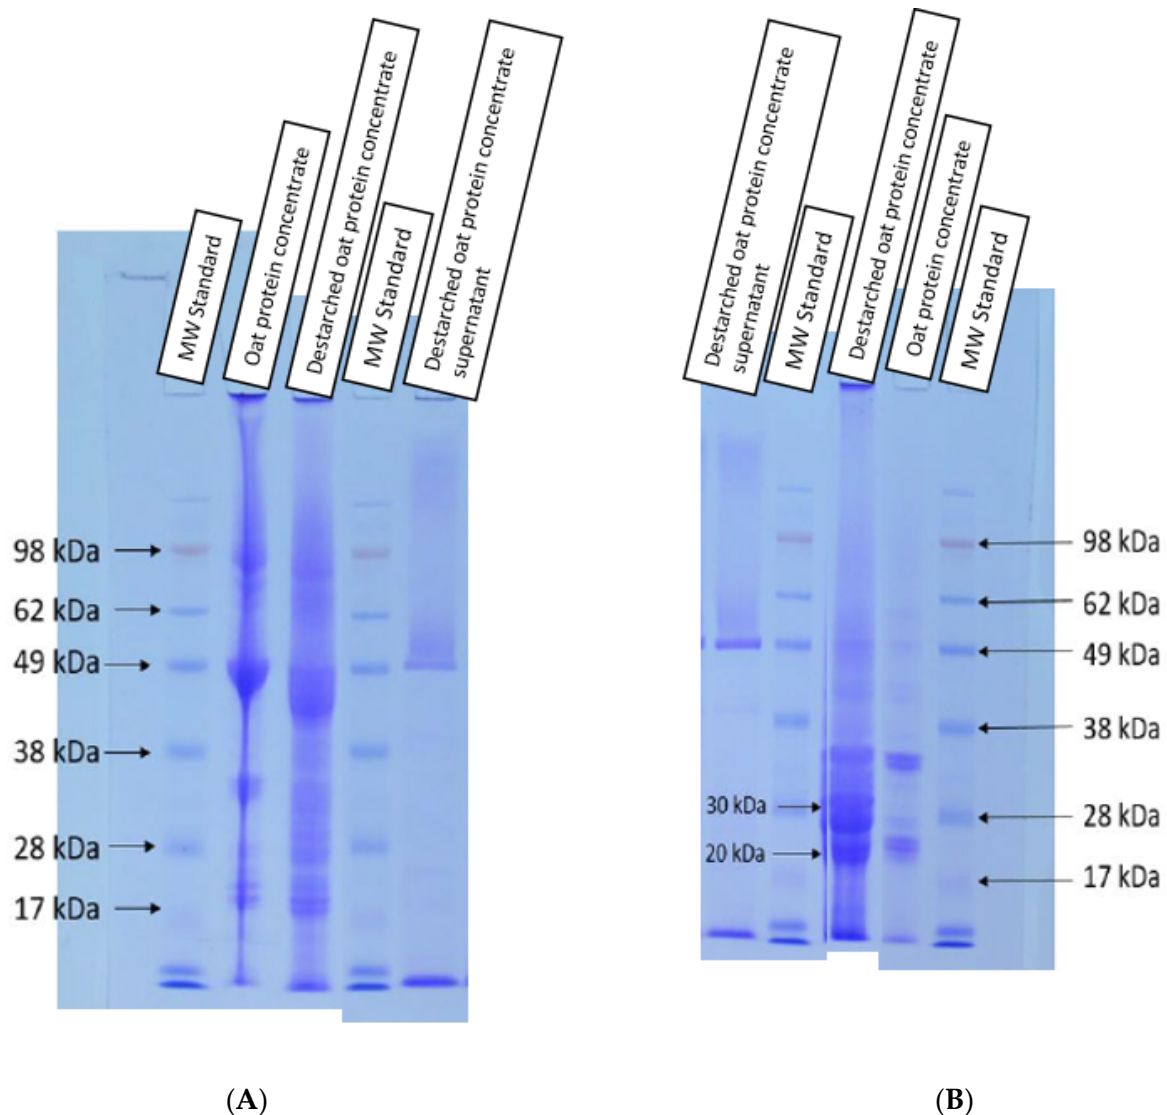 MW Standard
Oat protein concentrate
Destarched oat protein concentrate
MW Standard
Destarched oat protein concentrate
supernatant
98 kDa
62 kDa
49 kDa
38 kDa
28 kDa
17 kDa
(A)
Destarched oat protein concentrate
supernatant
MW Standard
Destarched oat protein concentrate
Oat protein concentrate
MW Standard
98 kDa
62 kDa
49 kDa
38 kDa
30 kDa
28 kDa
20 kDa
17 kDa
(B)